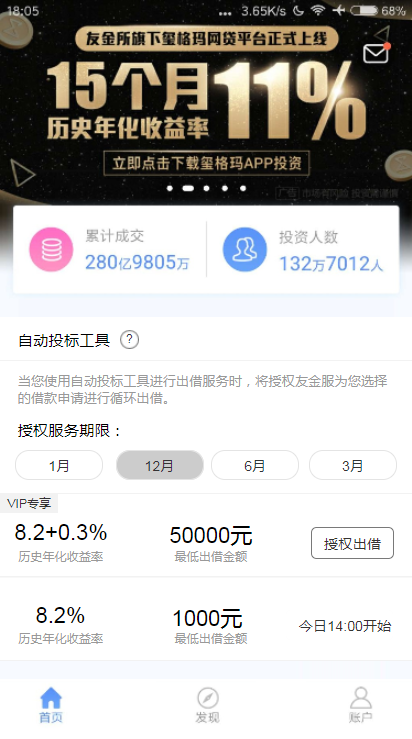 18:05
... 3.65K/s 68%
友金所旗下玺格玛网贷平台正式上线
15个月
历史年化收益率
11%
立即点击下载玺格玛APP投资
广告 市场有风险 投资需谨慎
累计成交
280亿9805万
投资人数
132万7012人
自动投标工具 ?
当您使用自动投标工具进行出借服务时，将授权友金服为您选择
的借款申请进行循环出借。
授权服务期限：
1月 12月 6月 3月
VIP专享
8.2+0.3% 50000元 授权出借
历史年化收益率 最低出借金额
8.2% 1000元 今日14:00开始
历史年化收益率 最低出借金额
首页 发现 账户